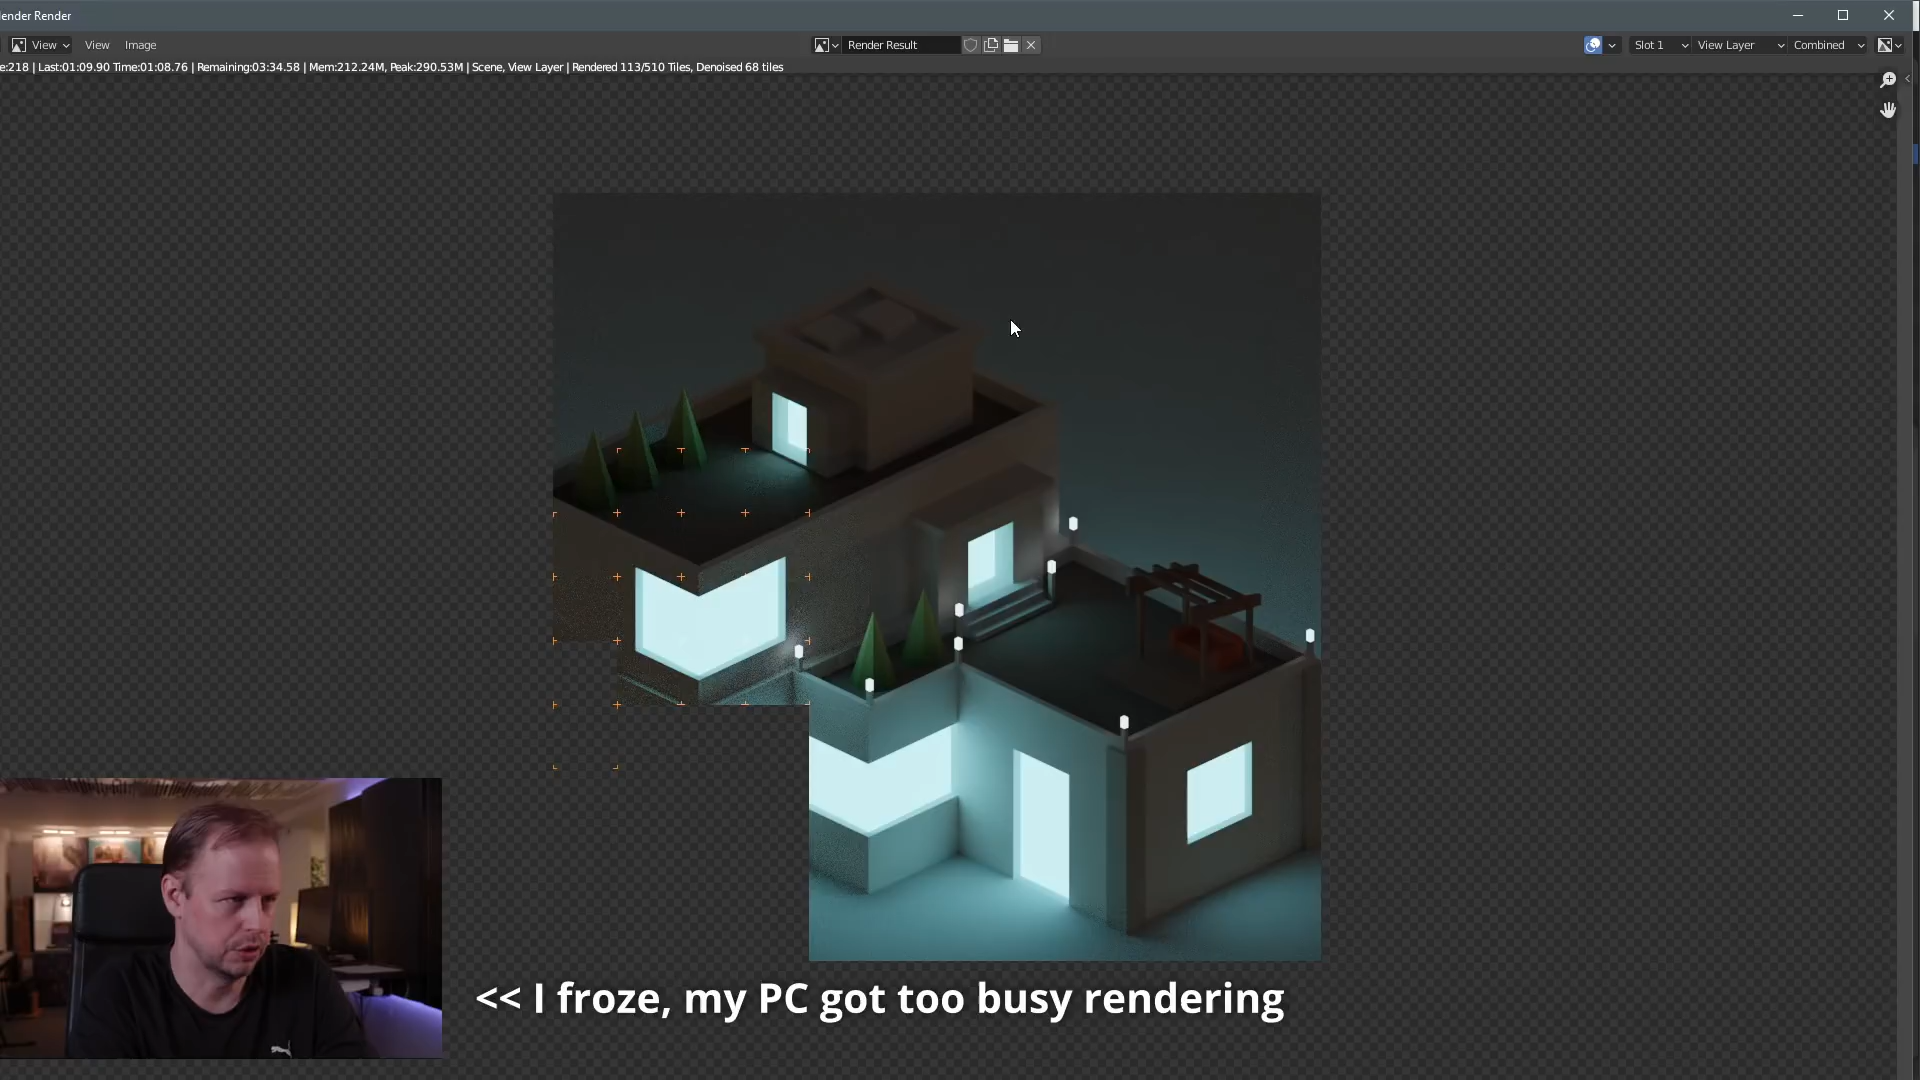 ender Render
View View Image Render Result Slot 1 View Layer Combined
e:218 | Last:01:09.90 Time:01:08.76 | Remaining:03:34.58 | Mem:212.24M, Peak:290.53M | Scene, View Layer | Rendered 113/510 Tiles, Denoised 68 tiles
<< I froze, my PC got too busy rendering